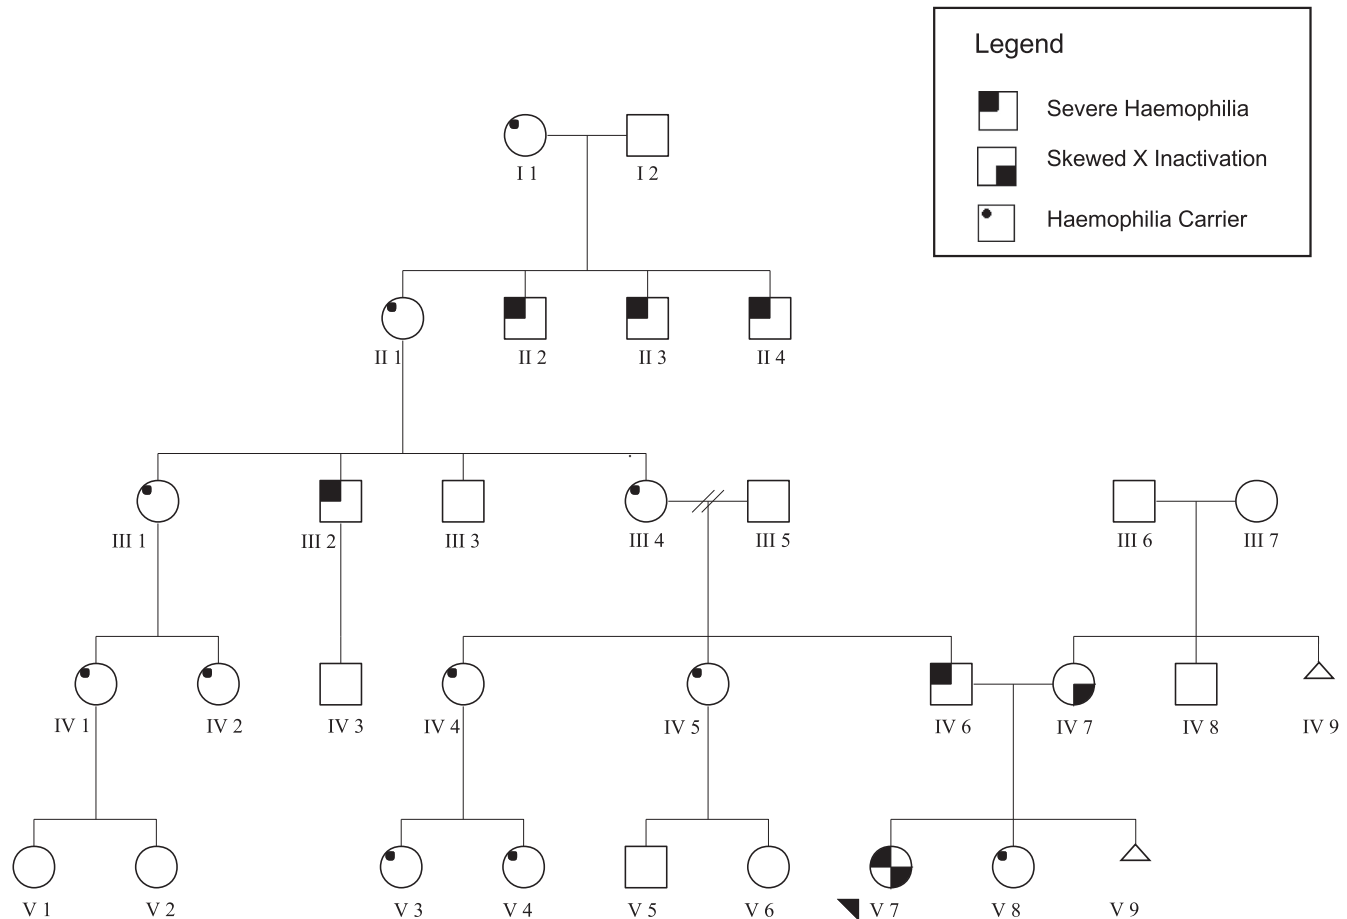 Legend
Severe Haemophilia
Skewed X Inactivation
Haemophilia Carrier
I 1 I 2
II 1 II 2 II 3 II 4
III 1 III 2 III 3 III 4 III 5 III 6 III 7
IV 1 IV 2 IV 3 IV 4 IV 5 IV 6 IV 7 IV 8 IV 9
V 1 V 2 V 3 V 4 V 5 V 6 V 7 V 8 V 9